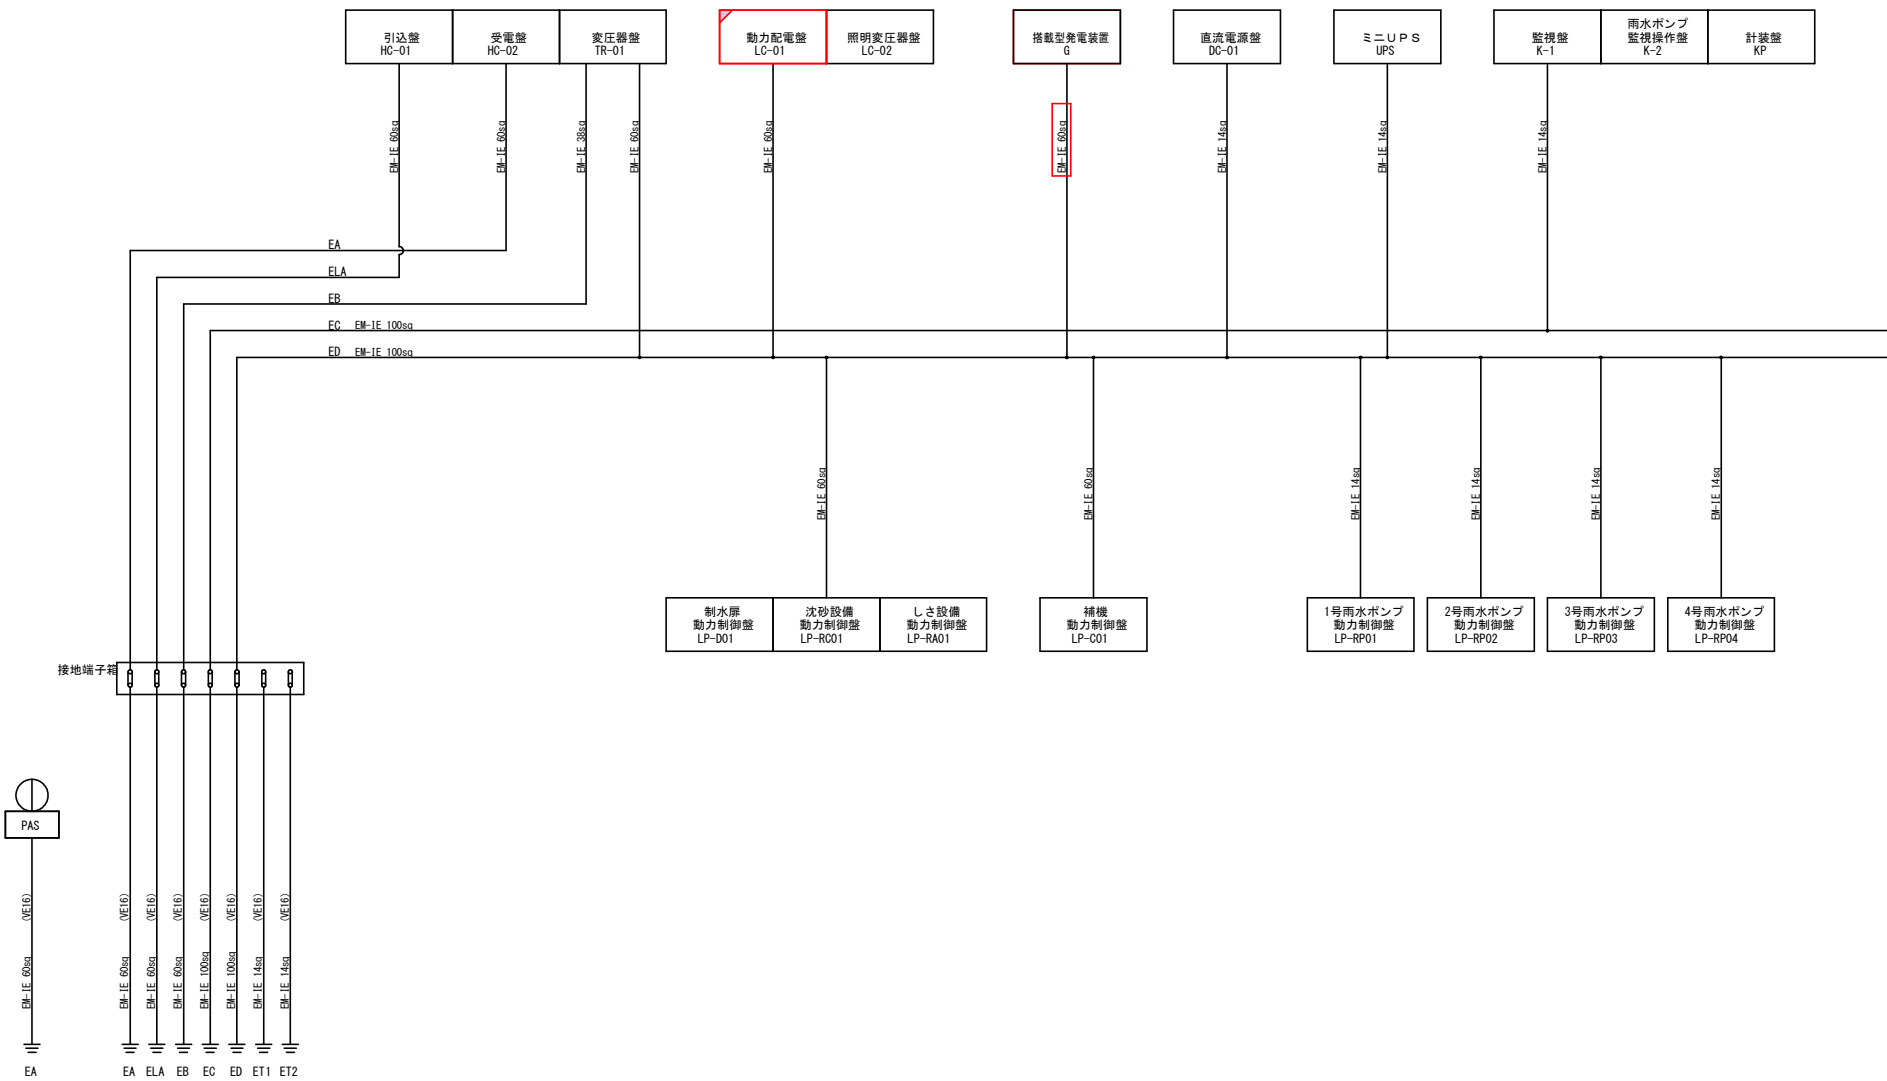 引込盤
HC-01
受電盤
HC-02
変圧器盤
TR-01
動力配電盤
LC-01
照明変圧器盤
LC-02
搭載型発電装置
G
直流電源盤
DC-01
ミニUPS
UPS
監視盤
K-1
雨水ポンプ
監視操作盤
K-2
計装盤
KP
EM-IE 60sq
EM-IE 60sq
EM-IE 38sq
EM-IE 60sq
EM-IE 60sq
EM-IE 60sq
EM-IE 14sq
EM-IE 14sq
EM-IE 14sq
EA
ELA
EB
EC EM-IE 100sq
ED EM-IE 100sq
EM-IE 60sq
EM-IE 60sq
EM-IE 14sq
EM-IE 14sq
EM-IE 14sq
EM-IE 14sq
制水扉
動力制御盤
LP-D01
沈砂設備
動力制御盤
LP-RC01
しさ設備
動力制御盤
LP-RA01
補機
動力制御盤
LP-C01
1号雨水ポンプ
動力制御盤
LP-RP01
2号雨水ポンプ
動力制御盤
LP-RP02
3号雨水ポンプ
動力制御盤
LP-RP03
4号雨水ポンプ
動力制御盤
LP-RP04
接地端子箱
PAS
(VE16)
(VE16)
(VE16)
(VE16)
(VE16)
(VE16)
(VE16)
(VE16)
EM-IE 60sq
EM-IE 60sq
EM-IE 60sq
EM-IE 60sq
EM-IE 100sq
EM-IE 100sq
EM-IE 14sq
EM-IE 14sq
EA
EA
ELA
EB
EC
ED
ET1
ET2